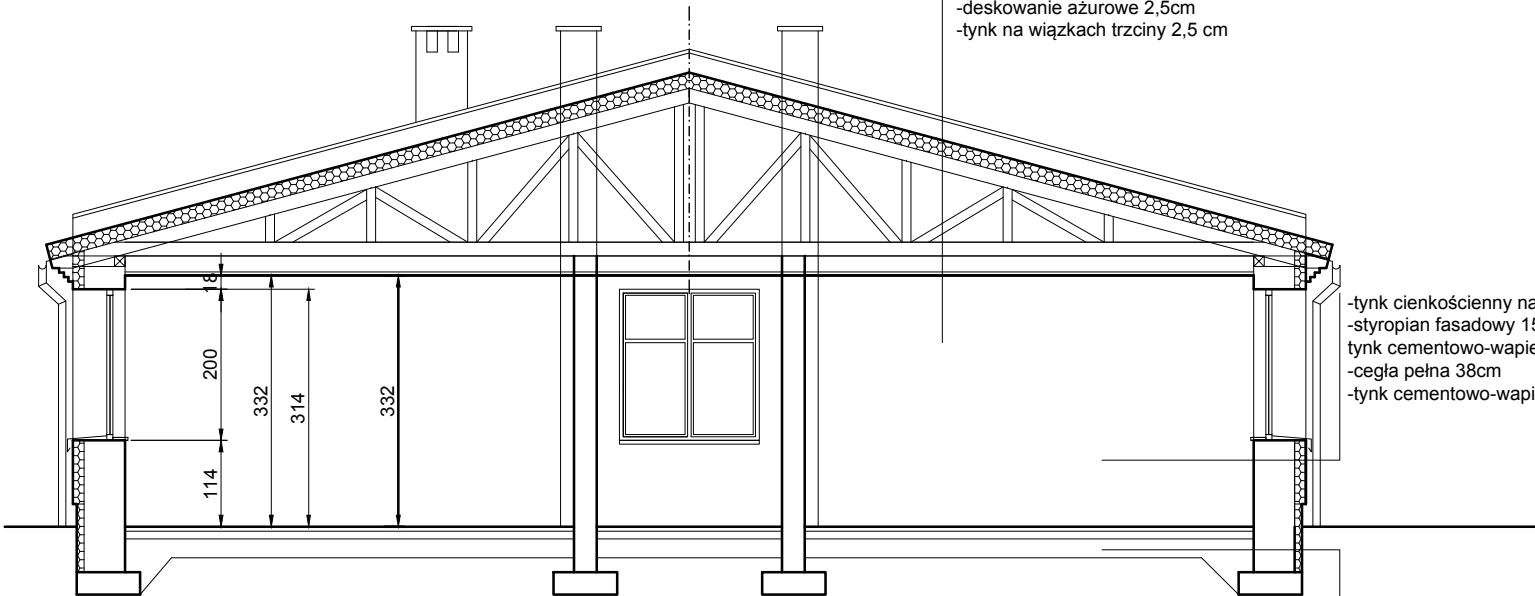 -deskowanie ażurowe 2,5cm
-tynk na wiązkach trzciny 2,5 cm
18
200
332
314
332
114
-tynk cienkościenny na
-styropian fasadowy 15
tynk cementowo-wapie
-cegła pełna 38cm
-tynk cementowo-wapi